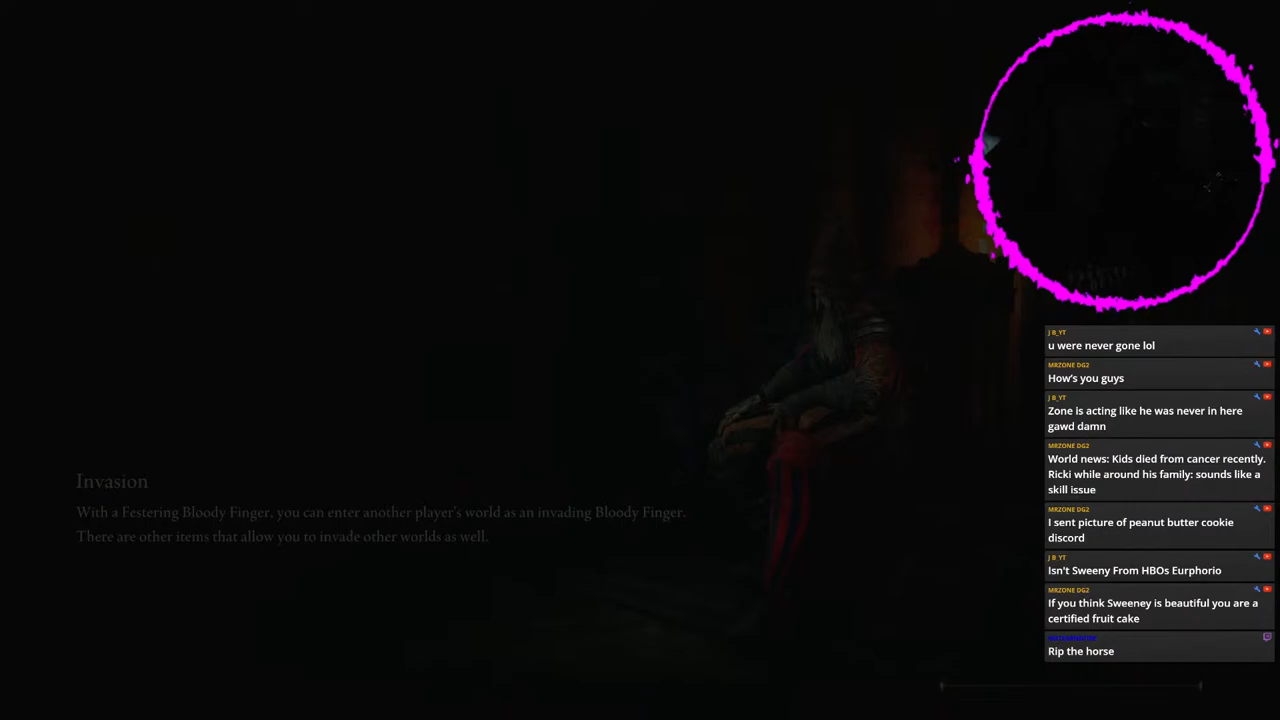 Invasion
With a Festering Bloody Finger, you can enter another player's world as an invading Bloody Finger.
There are other items that allow you to invade other worlds as well.
J B_YT
u were never gone lol
MRZONE DG2
How's you guys
J B_YT
Zone is acting like he was never in here
gawd damn
MRZONE DG2
World news: Kids died from cancer recently.
Ricki while around his family: sounds like a
skill issue
MRZONE DG2
I sent picture of peanut butter cookie
discord
J B_YT
Isn't Sweeny From HBOs Eurphorio
MRZONE DG2
If you think Sweeney is beautiful you are a
certified fruit cake
Rip the horse